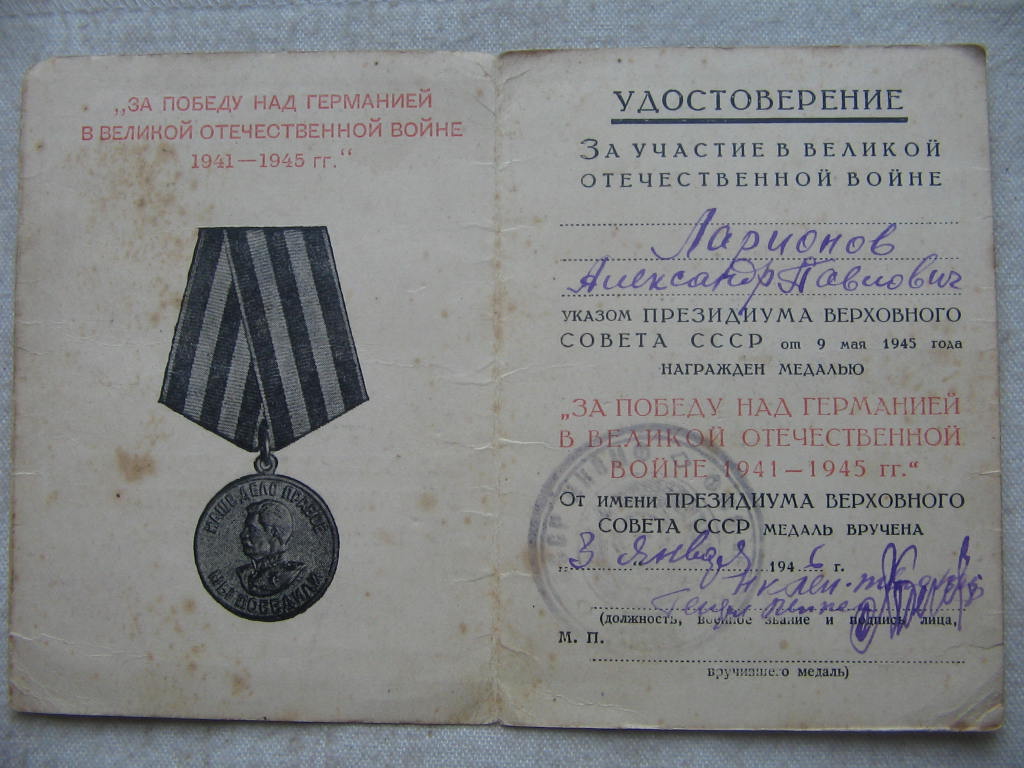 „ЗА ПОБЕДУ НАД ГЕРМАНИЕЙ
В ВЕЛИКОЙ ОТЕЧЕСТВЕННОЙ ВОЙНЕ
1941—1945 гг.“
НАШЕ ДЕЛО ПРАВОЕ
МЫ ПОБЕДИЛИ
УДОСТОВЕРЕНИЕ
ЗА УЧАСТИЕ В ВЕЛИКОЙ
ОТЕЧЕСТВЕННОЙ ВОЙНЕ
Ларионов
Александр Павлович
УКАЗОМ ПРЕЗИДИУМА ВЕРХОВНОГО
СОВЕТА СССР от 9 мая 1945 года
НАГРАЖДЕН МЕДАЛЬЮ
„ЗА ПОБЕДУ НАД ГЕРМАНИЕЙ
В ВЕЛИКОЙ ОТЕЧЕСТВЕННОЙ
ВОЙНЕ 1941—1945 гг.“
От имени ПРЕЗИДИУМА ВЕРХОВНОГО
СОВЕТА СССР МЕДАЛЬ ВРУЧЕНА
„3 января 1946 г.
(должность, военное звание и подпись лица,
М. П.
вручившего медаль)